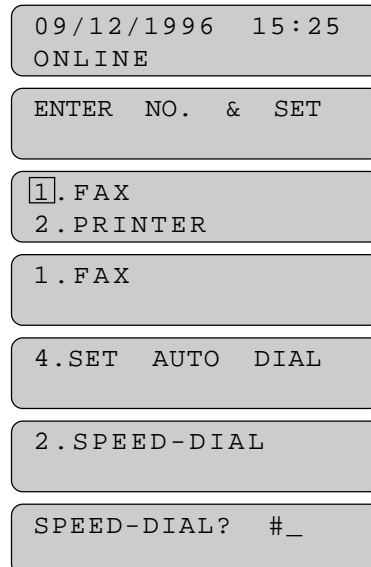 09/12/1996 15:25
ONLINE
ENTER NO. & SET
1.FAX
2.PRINTER
1.FAX
4.SET AUTO DIAL
2.SPEED-DIAL
SPEED-DIAL? #_